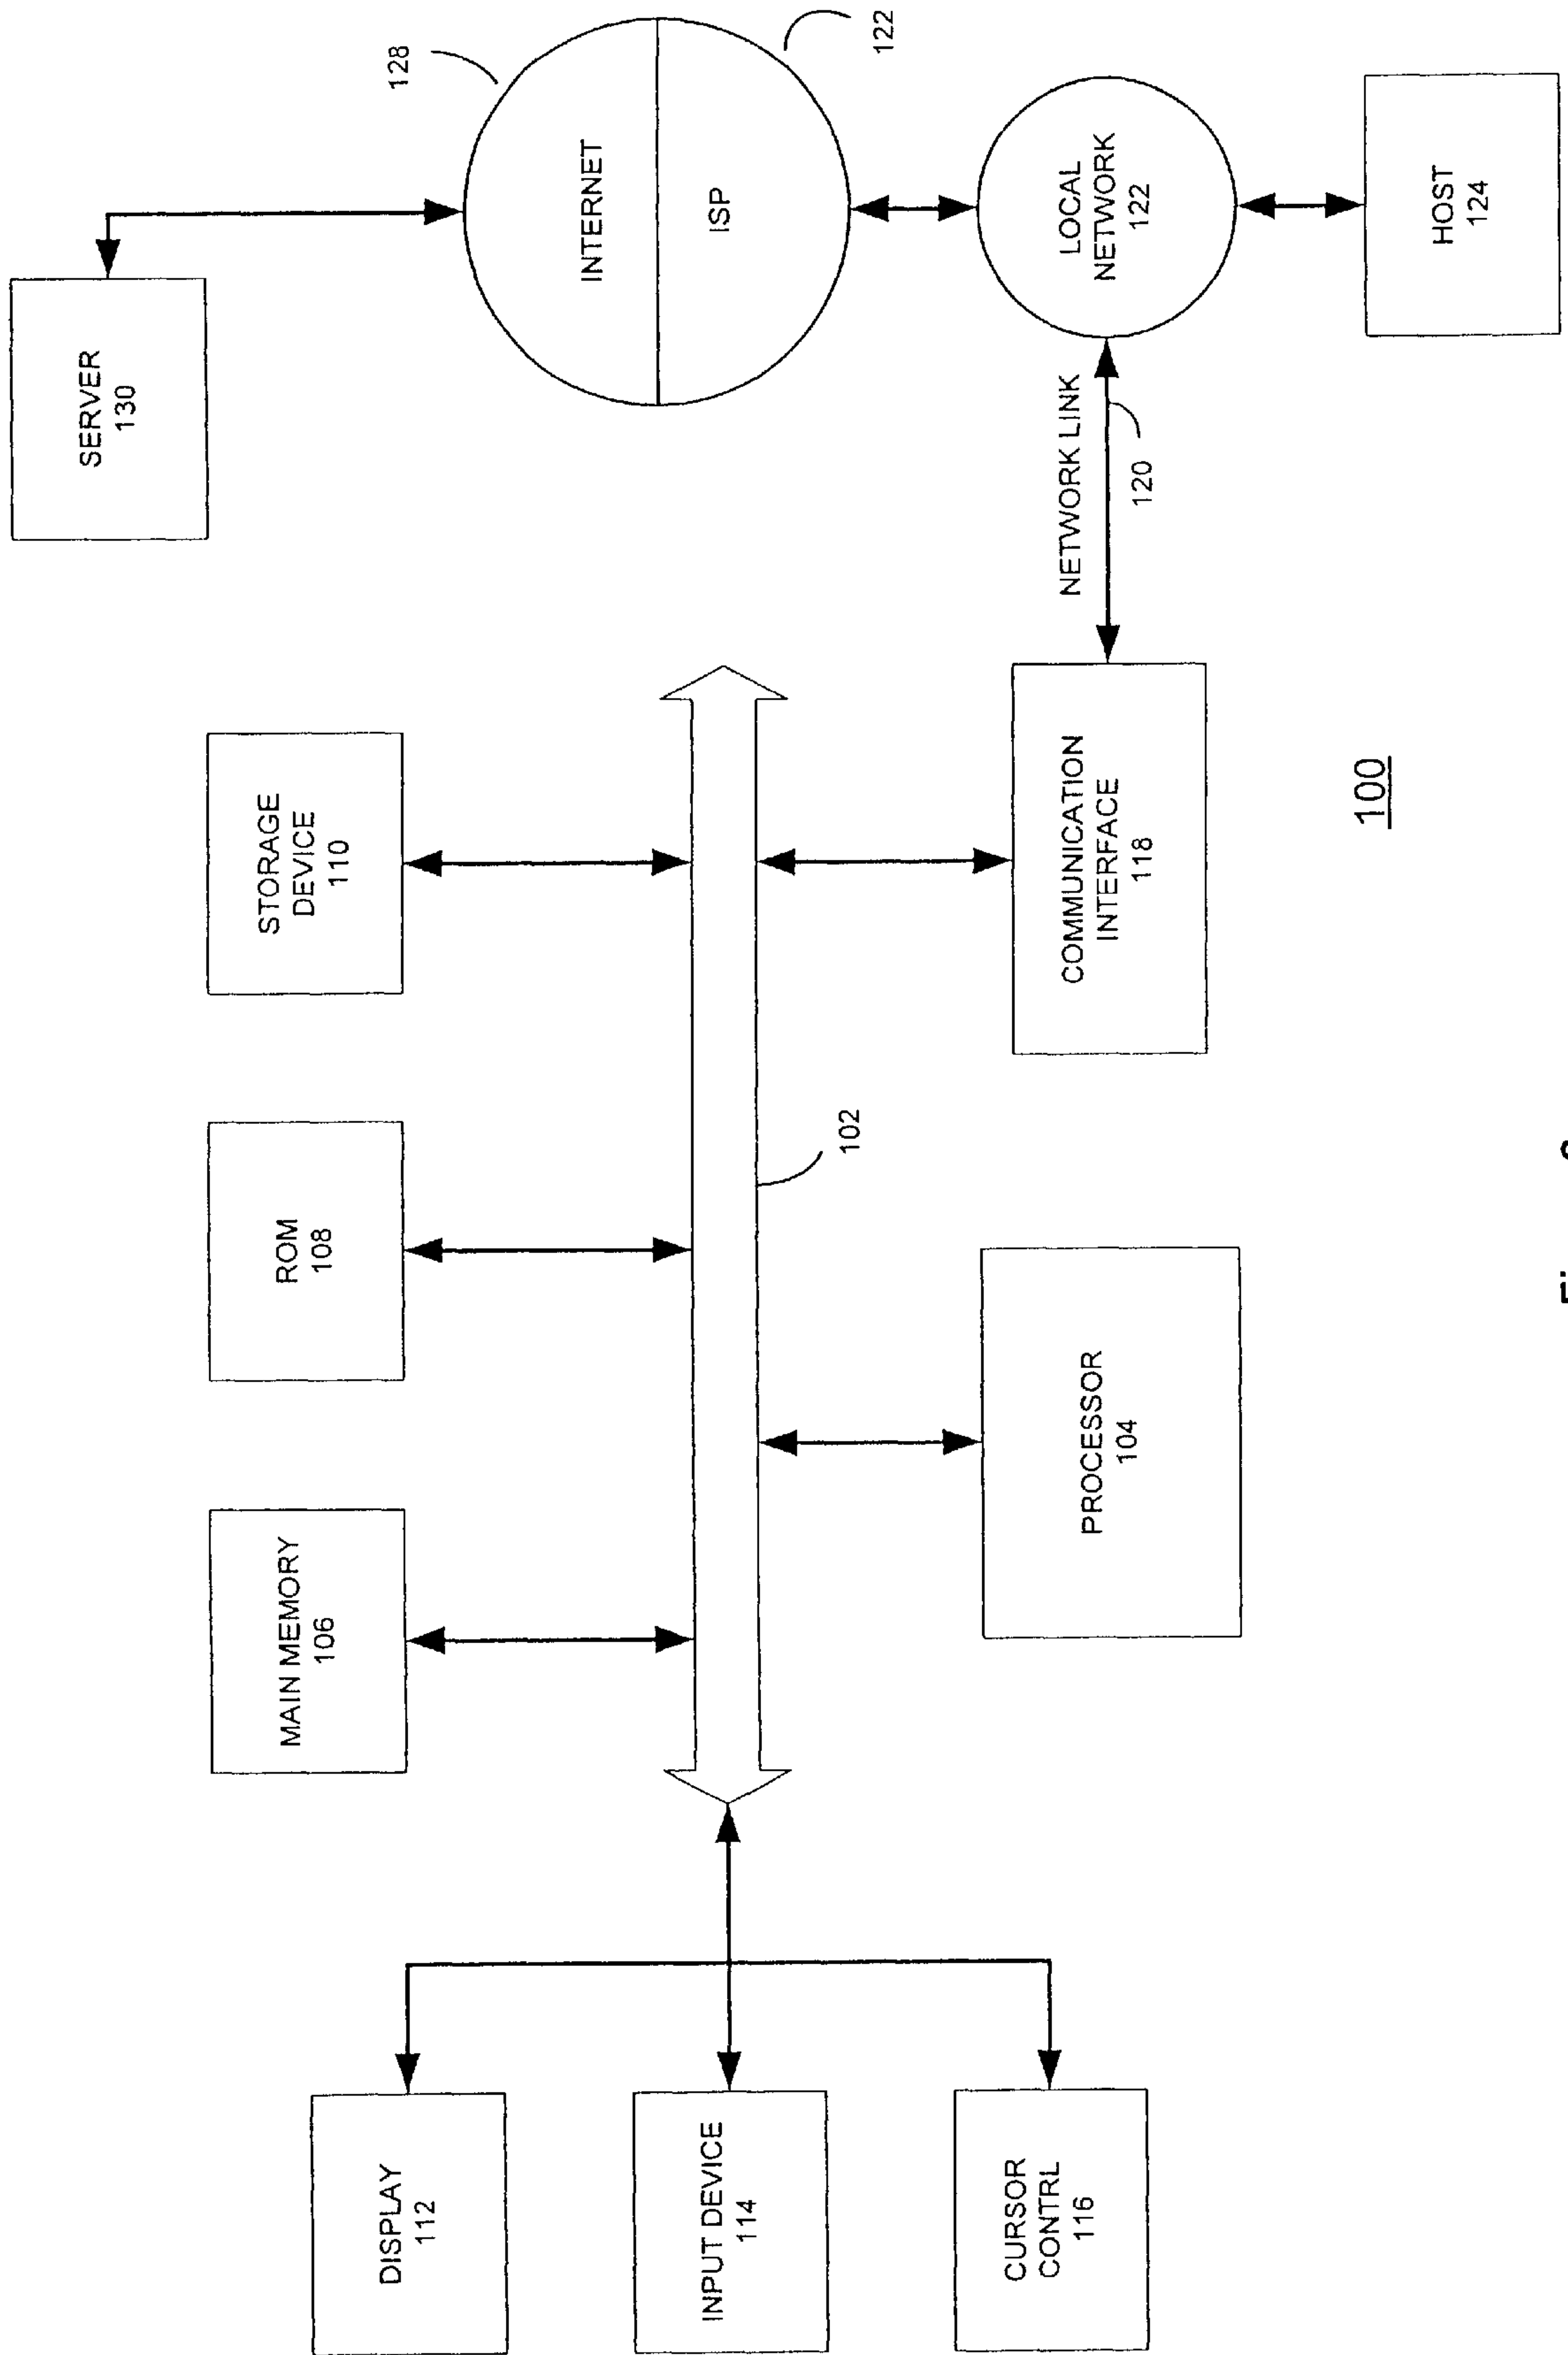 SERVER
130
128
INTERNET
ISP
122
LOCAL
NETWORK
122
HOST
124
NETWORK LINK
120
STORAGE
DEVICE
110
COMMUNICATION
INTERFACE
118
100
ROM
108
102
MAIN MEMORY
106
PROCESSOR
104
DISPLAY
112
INPUT DEVICE
114
CURSOR
CONTRL
116